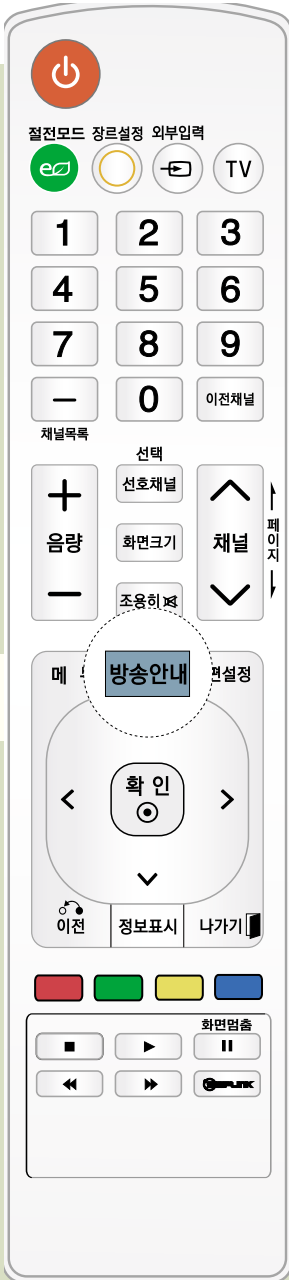 절전모드 장르설정 외부입력
TV
1 2 3
4 5 6
7 8 9
0 이전채널
채널목록
선택
선호채널
음량 화면크기 채널 페이지
조용히
메 방송안내 편설정
확인
이전 정보표시 나가기
화면멈춤